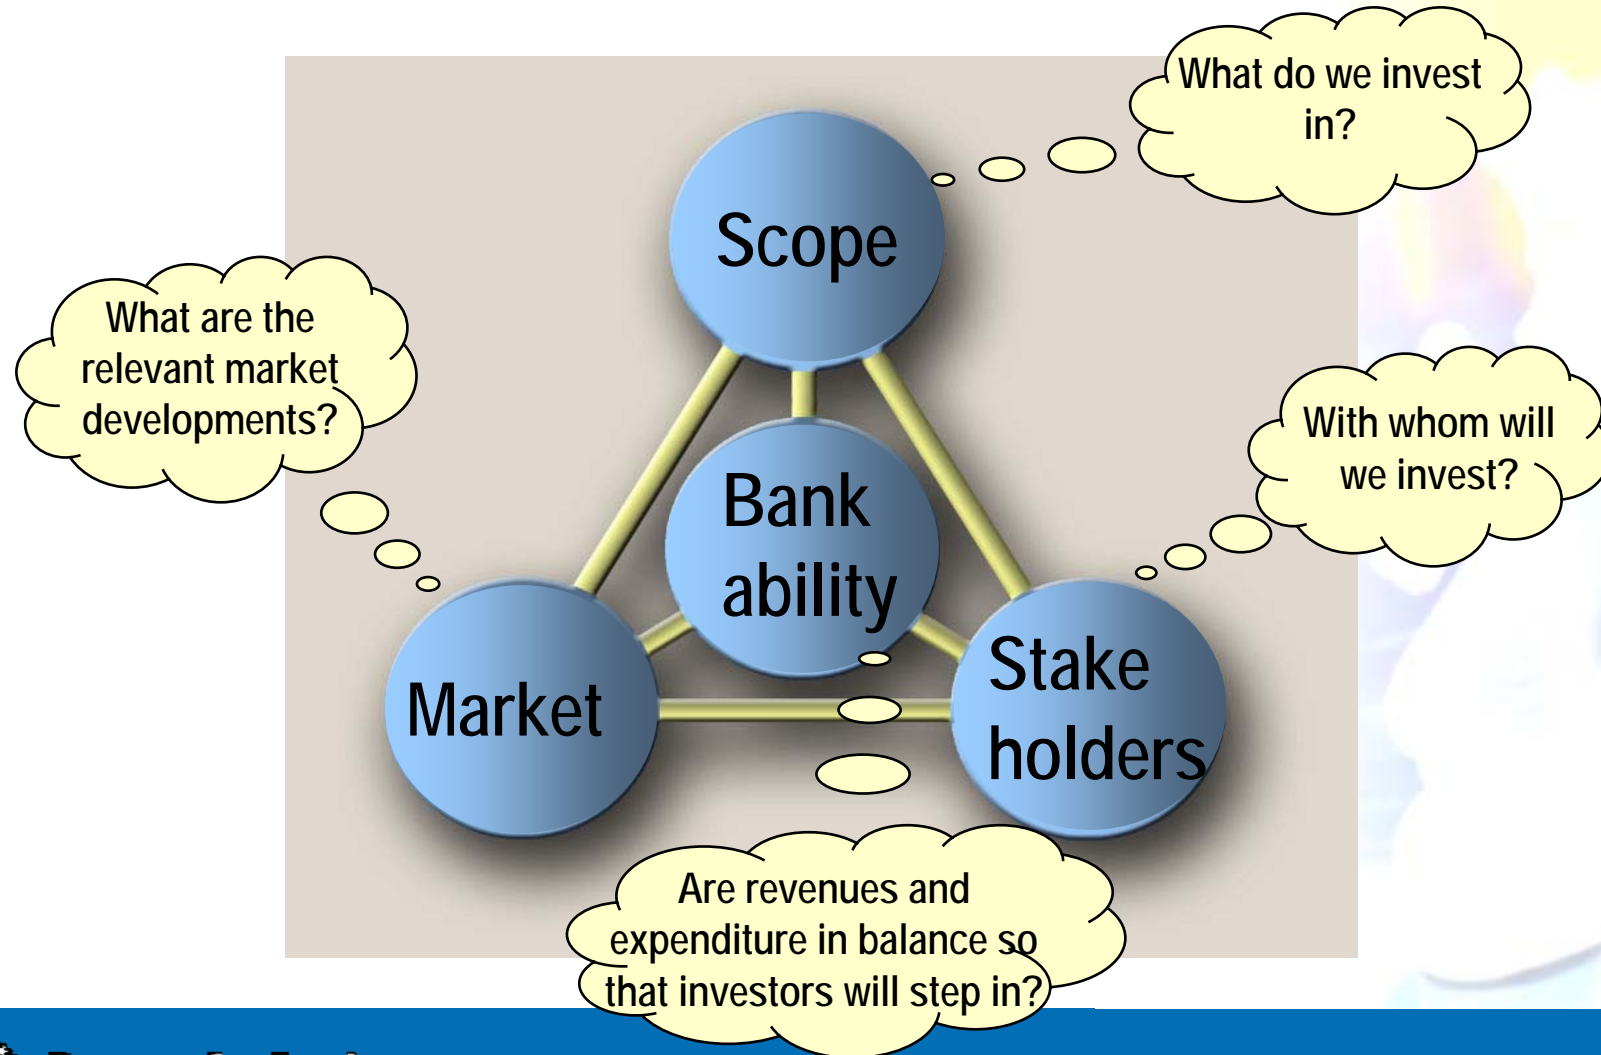 What do we invest
in?
Scope
What are the
relevant market
developments?
With whom will
we invest?
Bank
ability
Market
Stake
holders
Are revenues and
expenditure in balance so
that investors will step in?